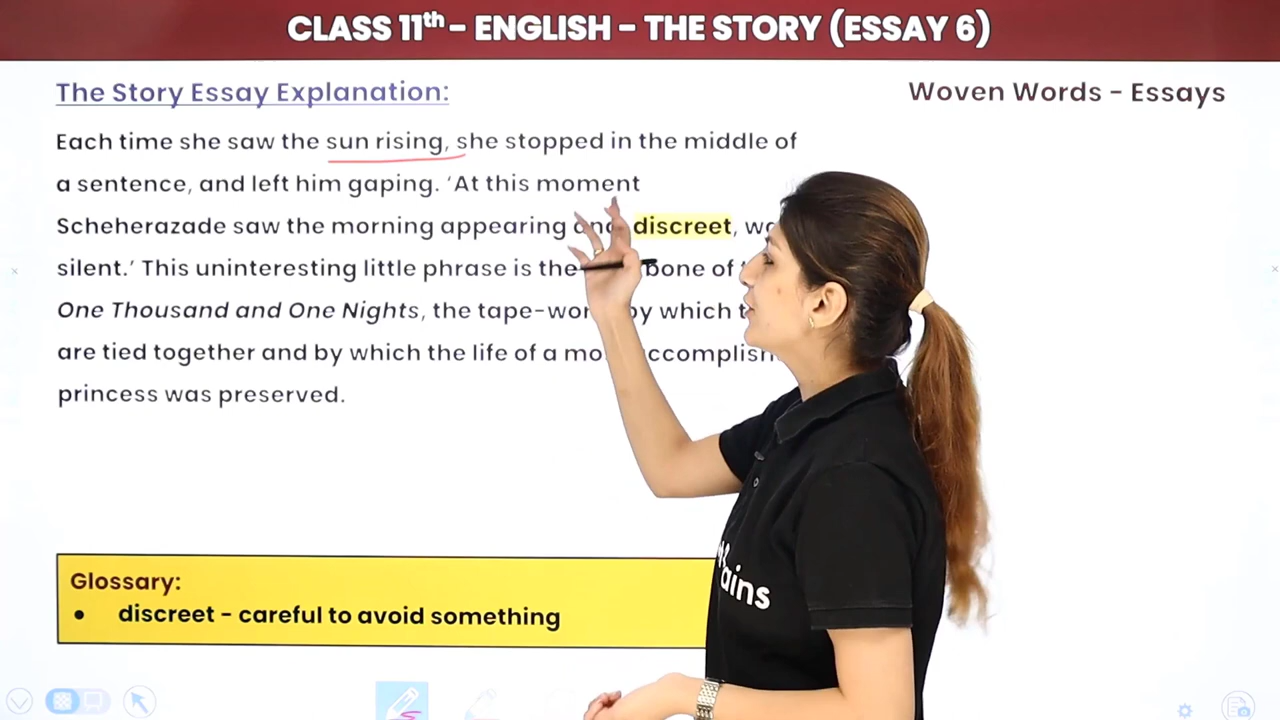 CLASS 11th - ENGLISH - THE STORY (ESSAY 6)
The Story Essay Explanation:
Woven Words - Essays
Each time she saw the sun rising, she stopped in the middle of
a sentence, and left him gaping. ‘At this moment
Scheherazade saw the morning appearing and discreet,
silent.’ This uninteresting little phrase is the bone of
One Thousand and One Nights, the by which
are tied together and by which the life of a
princess was preserved.
Glossary:
• discreet - careful to avoid something
ains